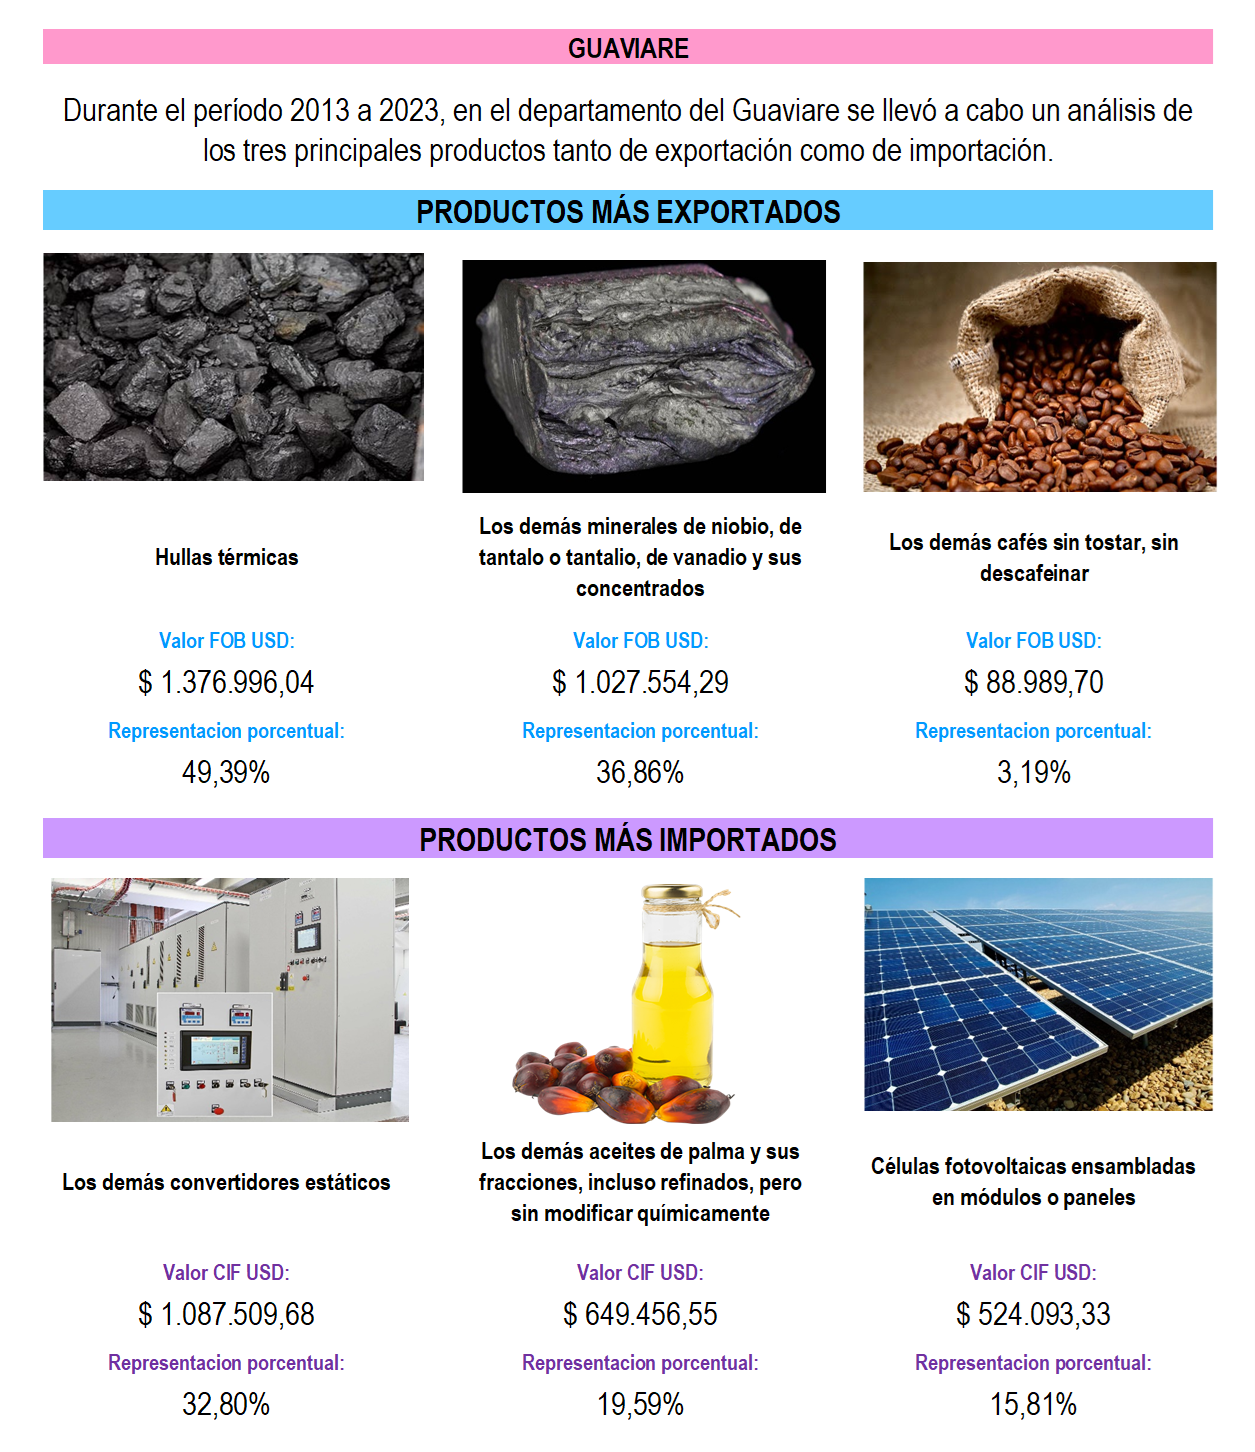 GUAVIARE
Durante el período 2013 a 2023, en el departamento del Guaviare se llevó a cabo un análisis de
los tres principales productos tanto de exportación como de importación.
PRODUCTOS MÁS EXPORTADOS
Hullas térmicas
Los demás minerales de niobio, de
tantalo o tantalio, de vanadio y sus
concentrados
Los demás cafés sin tostar, sin
descafeinar
Valor FOB USD:
Valor FOB USD:
Valor FOB USD:
$ 1.376.996,04
$ 1.027.554,29
$ 88.989,70
Representacion porcentual:
Representacion porcentual:
Representacion porcentual:
49,39%
36,86%
3,19%
PRODUCTOS MÁS IMPORTADOS
Los demás convertidores estáticos
Los demás aceites de palma y sus
fracciones, incluso refinados, pero
sin modificar químicamente
Células fotovoltaicas ensambladas
en módulos o paneles
Valor CIF USD:
Valor CIF USD:
Valor CIF USD:
$ 1.087.509,68
$ 649.456,55
$ 524.093,33
Representacion porcentual:
Representacion porcentual:
Representacion porcentual:
32,80%
19,59%
15,81%